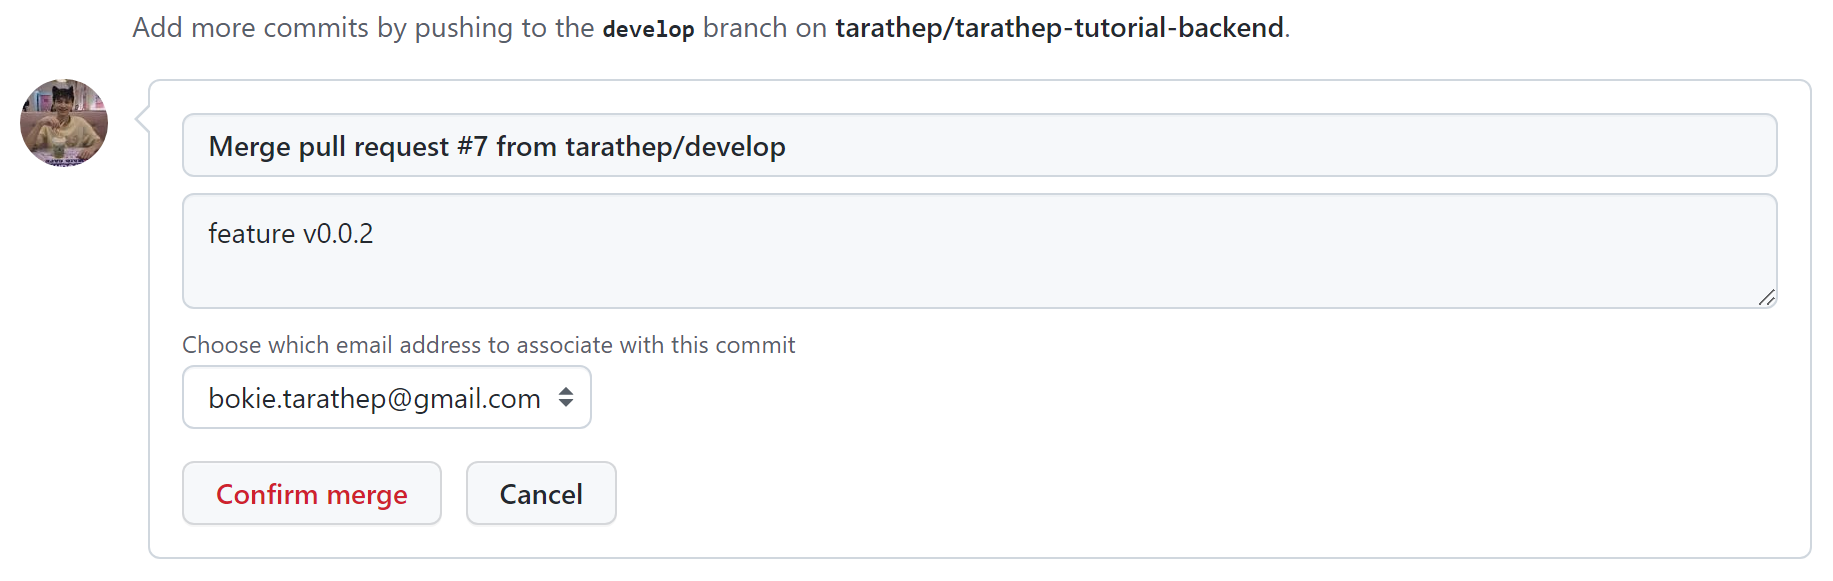 Add more commits by pushing to the develop branch on tarathep/tarathep-tutorial-backend.
Merge pull request #7 from tarathep/develop
feature v0.0.2
Choose which email address to associate with this commit
bokie.tarathep@gmail.com
Confirm merge
Cancel